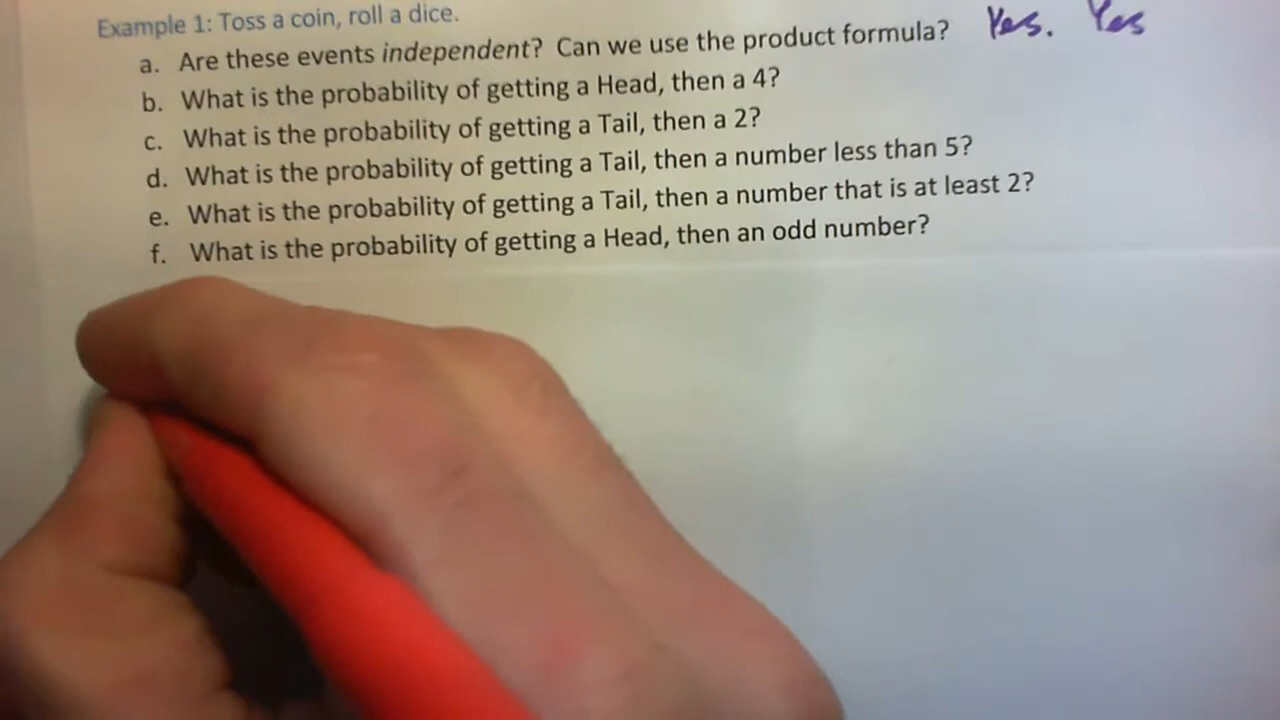 Example 1: Toss a coin, roll a dice.
a. Are these events independent? Can we use the product formula? Yes. Yes
b. What is the probability of getting a Head, then a 4?
c. What is the probability of getting a Tail, then a 2?
d. What is the probability of getting a Tail, then a number less than 5?
e. What is the probability of getting a Tail, then a number that is at least 2?
f. What is the probability of getting a Head, then an odd number?